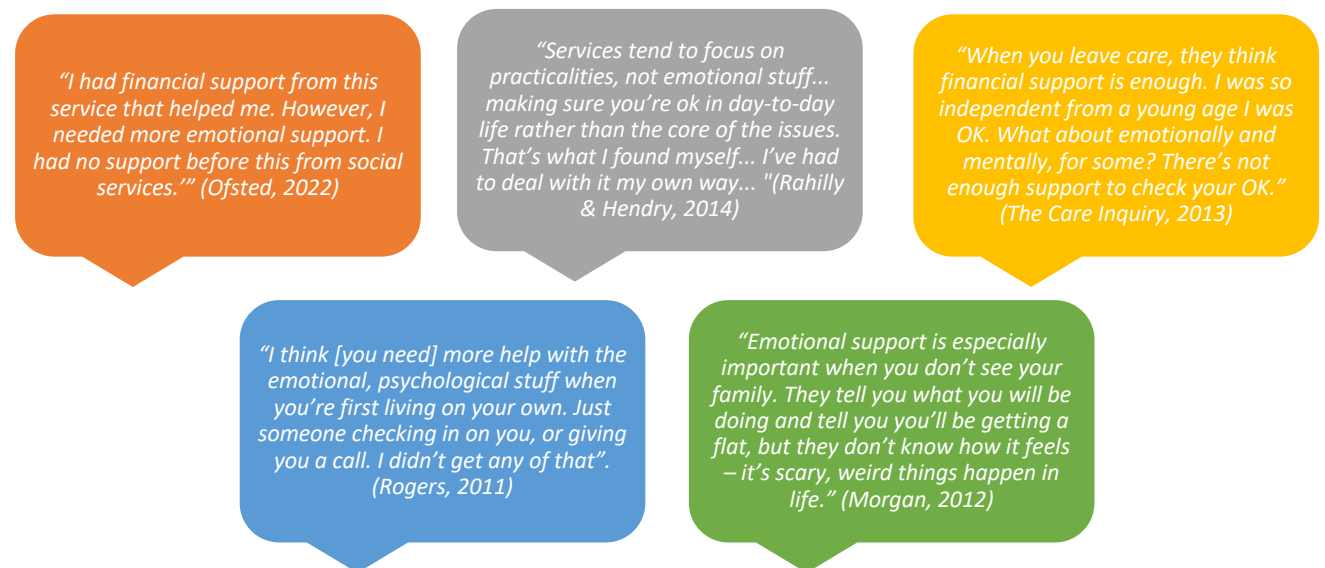 “I had financial support from this
service that helped me. However, I
needed more emotional support. I
had no support before this from social
services.’” (Ofsted, 2022)
“Services tend to focus on
practicalities, not emotional stuff...
making sure you’re ok in day-to-day
life rather than the core of the issues.
That’s what I found myself... I’ve had
to deal with it my own way... "(Rahilly
& Hendry, 2014)
“When you leave care, they think
financial support is enough. I was so
independent from a young age I was
OK. What about emotionally and
mentally, for some? There’s not
enough support to check your OK.”
(The Care Inquiry, 2013)
“I think [you need] more help with the
emotional, psychological stuff when
you’re first living on your own. Just
someone checking in on you, or giving
you a call. I didn’t get any of that”.
(Rogers, 2011)
“Emotional support is especially
important when you don’t see your
family. They tell you what you will be
doing and tell you you’ll be getting a
flat, but they don’t know how it feels
– it’s scary, weird things happen in
life.” (Morgan, 2012)